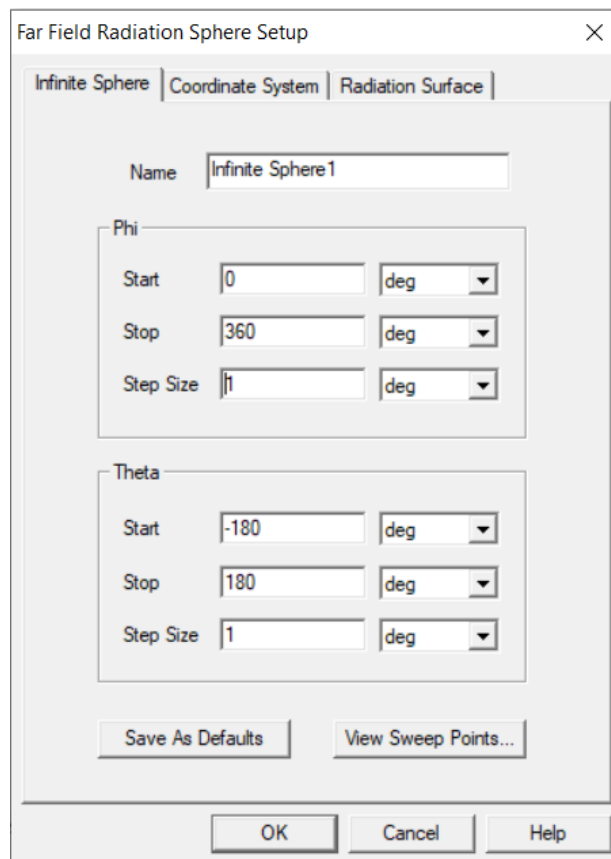 Far Field Radiation Sphere Setup
Infinite Sphere Coordinate System Radiation Surface
Name Infinite Sphere1
Phi
Start 0 deg
Stop 360 deg
Step Size 1 deg
Theta
Start -180 deg
Stop 180 deg
Step Size 1 deg
Save As Defaults View Sweep Points...
OK Cancel Help